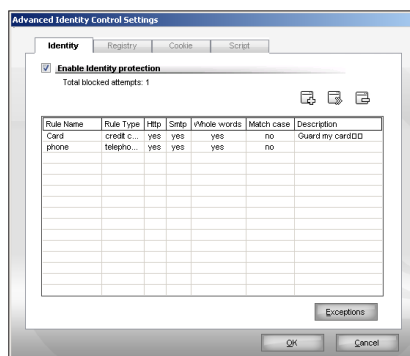 Advanced Identity Control Settings
Identity Registry Cookie Script
Enable Identity protection
Total blocked attempts: 1
Rule Name Rule Type Http Smtp Whole words Match case Description
Card credit c... yes yes yes no Guard my card□□
phone telepho... yes yes yes no
Exceptions
OK Cancel